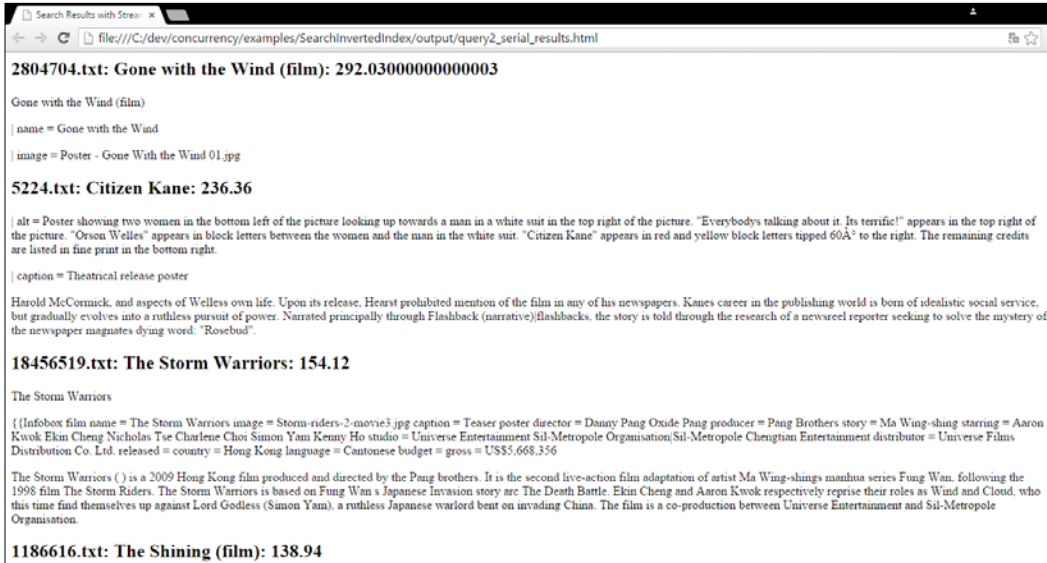 Search Results with Strea
file:///C:/dev/concurrency/examples/SearchInvertedIndex/output/query2_serial_results.html
2804704.txt: Gone with the Wind (film): 292.03000000000003
Gone with the Wind (film)
| name = Gone with the Wind
| image = Poster - Gone With the Wind 01.jpg
5224.txt: Citizen Kane: 236.36
| alt = Poster showing two women in the bottom left of the picture looking up towards a man in a white suit in the top right of the picture. "Everybodys talking about it. Its terrific!" appears in the top right of
the picture. "Orson Welles" appears in block letters between the women and the man in the white suit. "Citizen Kane" appears in red and yellow block letters tipped 60Â° to the right. The remaining credits
are listed in fine print in the bottom right.
| caption = Theatrical release poster
Harold McCormick, and aspects of Welless own life. Upon its release, Hearst prohibited mention of the film in any of his newspapers. Kanes career in the publishing world is born of idealistic social service,
but gradually evolves into a ruthless pursuit of power. Narrated principally through Flashback (narrative)|flashbacks, the story is told through the research of a newsreel reporter seeking to solve the mystery of
the newspaper magnates dying word: "Rosebud".
18456519.txt: The Storm Warriors: 154.12
The Storm Warriors
{{Infobox film name = The Storm Warriors image = Storm-riders-2-movie3.jpg caption = Teaser poster director = Danny Pang Oxide Pang producer = Pang Brothers story = Ma Wing-shing starring = Aaron
Kwok Ekin Cheng Nicholas Tse Charlene Choi Simon Yam Kenny Ho studio = Universe Entertainment Sil-Metropole Organisation|Sil-Metropole Chengtian Entertainment distributor = Universe Films
Distribution Co. Ltd. released = country = Hong Kong language = Cantonese budget = gross = US$5,668,356
The Storm Warriors ( ) is a 2009 Hong Kong film produced and directed by the Pang brothers. It is the second live-action film adaptation of artist Ma Wing-shings manhua series Fung Wan, following the
1998 film The Storm Riders. The Storm Warriors is based on Fung Wan s Japanese Invasion story arc The Death Battle. Ekin Cheng and Aaron Kwok respectively reprise their roles as Wind and Cloud, who
this time find themselves up against Lord Godless (Simon Yam), a ruthless Japanese warlord bent on invading China. The film is a co-production between Universe Entertainment and Sil-Metropole
Organisation.
1186616.txt: The Shining (film): 138.94